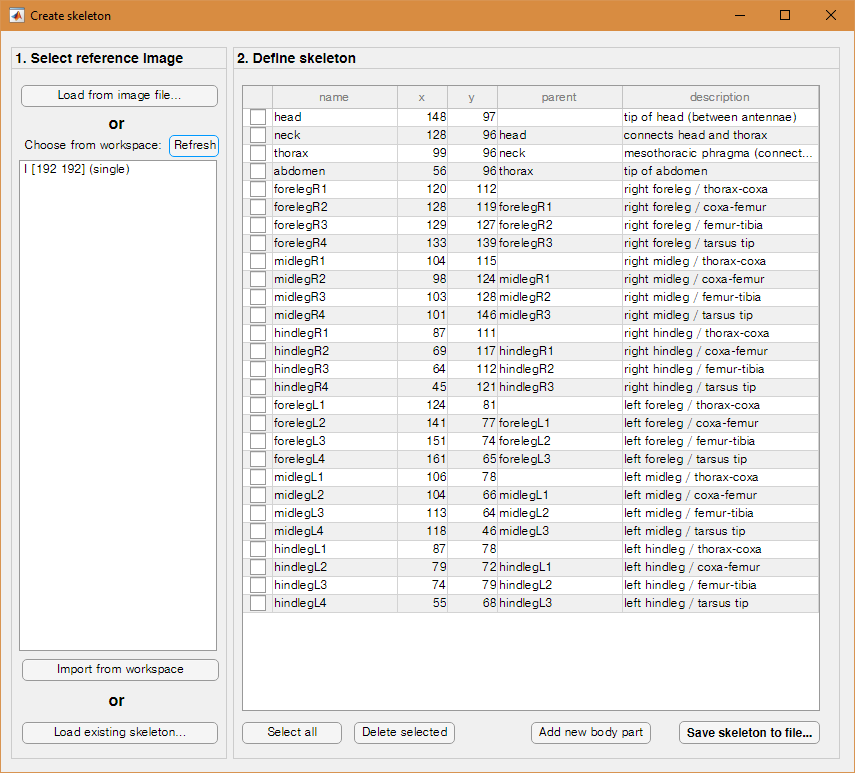 Create skeleton
1. Select reference image
Load from image file...
or
Choose from workspace: Refresh
I [192 192] (single)
Import from workspace
or
Load existing skeleton...
2. Define skeleton
name x y parent description
head 148 97 tip of head (between antennae)
neck 128 96 head connects head and thorax
thorax 99 96 neck mesothoracic phragma (connect...
abdomen 56 96 thorax tip of abdomen
forelegR1 120 112 right foreleg / thorax-coxa
forelegR2 128 119 forelegR1 right foreleg / coxa-femur
forelegR3 129 127 forelegR2 right foreleg / femur-tibia
forelegR4 133 139 forelegR3 right foreleg / tarsus tip
midlegR1 104 115 right midleg / thorax-coxa
midlegR2 98 124 midlegR1 right midleg / coxa-femur
midlegR3 103 128 midlegR2 right midleg / femur-tibia
midlegR4 101 146 midlegR3 right midleg / tarsus tip
hindlegR1 87 111 right hindleg / thorax-coxa
hindlegR2 69 117 hindlegR1 right hindleg / coxa-femur
hindlegR3 64 112 hindlegR2 right hindleg / femur-tibia
hindlegR4 45 121 hindlegR3 right hindleg / tarsus tip
forelegL1 124 81 left foreleg / thorax-coxa
forelegL2 141 77 forelegL1 left foreleg / coxa-femur
forelegL3 151 74 forelegL2 left foreleg / femur-tibia
forelegL4 161 65 forelegL3 left foreleg / tarsus tip
midlegL1 106 78 left midleg / thorax-coxa
midlegL2 104 66 midlegL1 left midleg / coxa-femur
midlegL3 113 64 midlegL2 left midleg / femur-tibia
midlegL4 118 46 midlegL3 left midleg / tarsus tip
hindlegL1 87 78 left hindleg / thorax-coxa
hindlegL2 79 72 hindlegL1 left hindleg / coxa-femur
hindlegL3 74 79 hindlegL2 left hindleg / femur-tibia
hindlegL4 55 68 hindlegL3 left hindleg / tarsus tip
Select all Delete selected Add new body part Save skeleton to file...